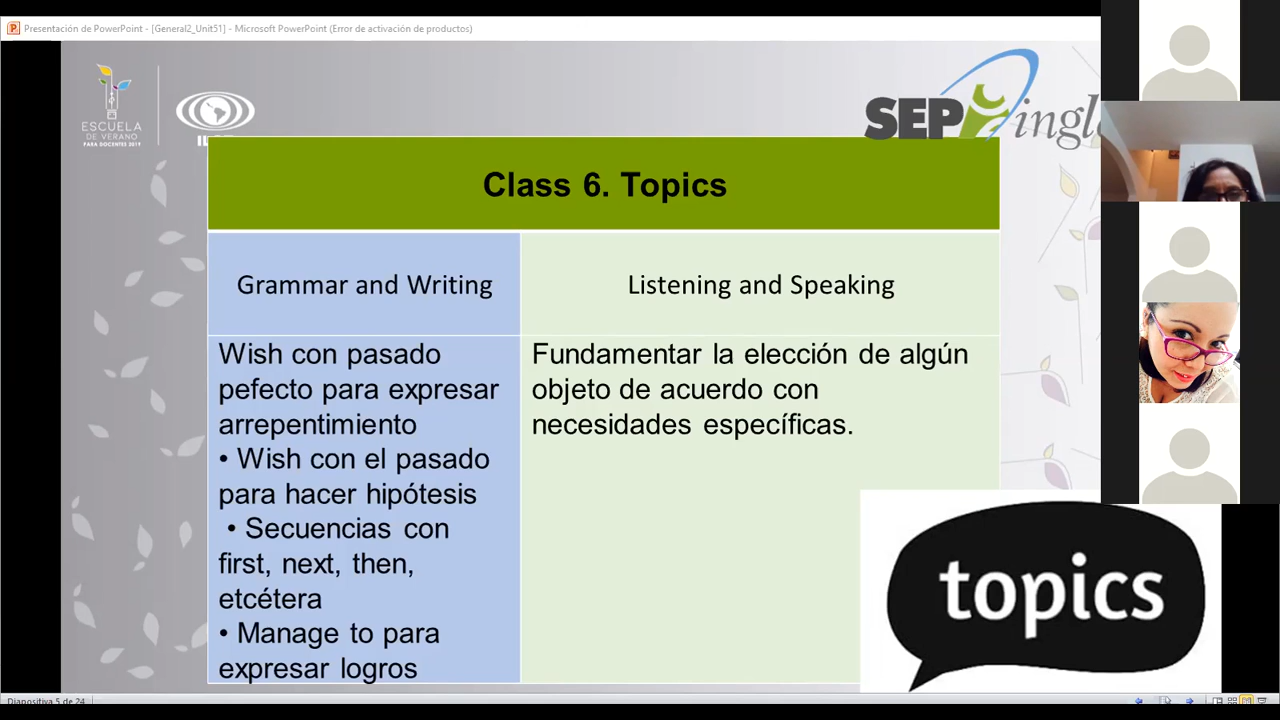 Presentación de PowerPoint - [General2_Unit51] - Microsoft PowerPoint (Error de activación de productos)
ESCUELA
DE VERANO
PARA DOCENTES 2019
SEP
Class 6. Topics
Grammar and Writing
Listening and Speaking
Wish con pasado
pefecto para expresar
arrepentimiento
• Wish con el pasado
para hacer hipótesis
• Secuencias con
first, next, then,
etcétera
• Manage to para
expresar logros
Fundamentar la elección de algún
objeto de acuerdo con
necesidades específicas.
topics
Diapositiva 5 de 24